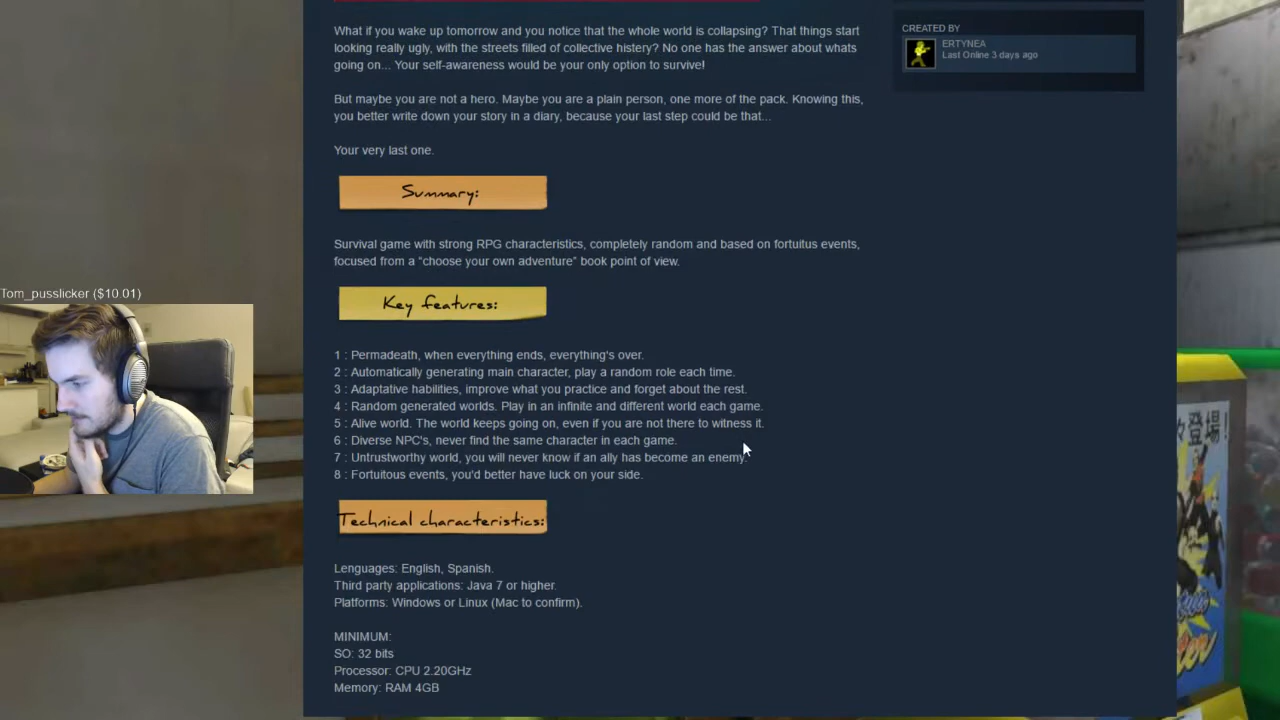 What if you wake up tomorrow and you notice that the whole world is collapsing? That things start
looking really ugly, with the streets filled of collective histery? No one has the answer about whats
going on... Your self-awareness would be your only option to survive!
But maybe you are not a hero. Maybe you are a plain person, one more of the pack. Knowing this,
you better write down your story in a diary, because your last step could be that...
Your very last one.
Summary:
Survival game with strong RPG characteristics, completely random and based on fortuitus events,
focused from a "choose your own adventure" book point of view.
Key features:
1 : Permadeath, when everything ends, everything's over.
2 : Automatically generating main character, play a random role each time.
3 : Adaptative habilities, improve what you practice and forget about the rest.
4 : Random generated worlds. Play in an infinite and different world each game.
5 : Alive world. The world keeps going on, even if you are not there to witness it.
6 : Diverse NPC's, never find the same character in each game.
7 : Untrustworthy world, you will never know if an ally has become an enemy.
8 : Fortuitous events, you'd better have luck on your side.
Technical characteristics:
Lenguages: English, Spanish.
Third party applications: Java 7 or higher.
Platforms: Windows or Linux (Mac to confirm).
MINIMUM:
SO: 32 bits
Processor: CPU 2.20GHz
Memory: RAM 4GB
CREATED BY
ERTYNEA
Last Online 3 days ago
Tom_pusslicker ($10.01)
登場!